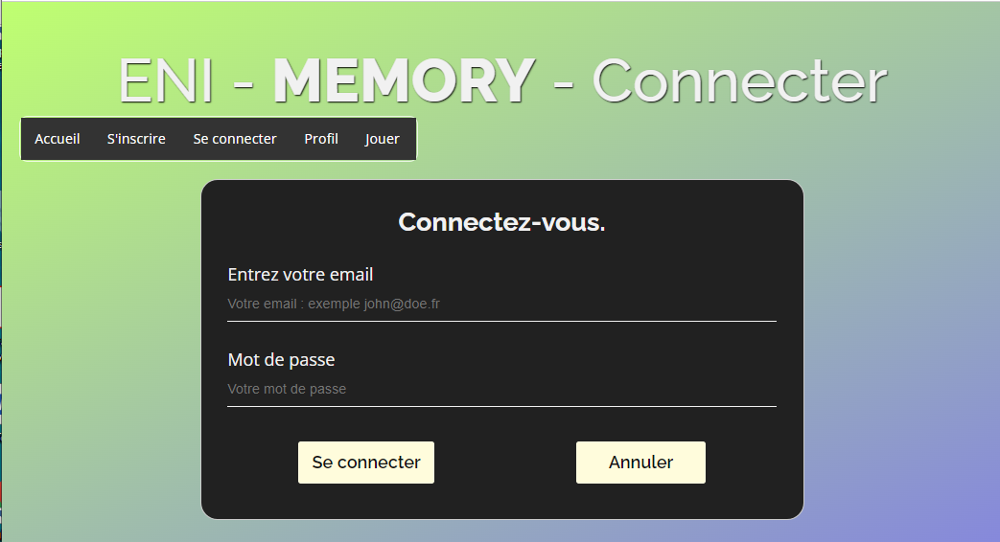 ENI - MEMORY - Connecter
Accueil S'inscrire Se connecter Profil Jouer
Connectez-vous.
Entrez votre email
Votre email : exemple john@doe.fr
Mot de passe
Votre mot de passe
Se connecter Annuler